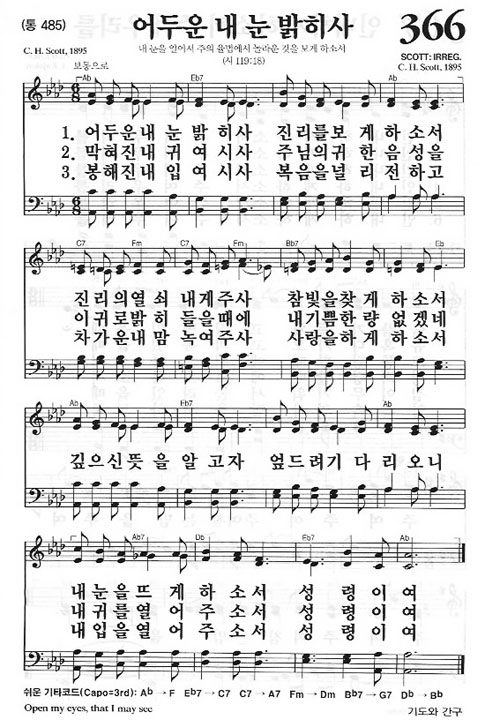 (통 485)
어두운 내 눈 밝히사
366
C. H. Scott, 1895
내 눈을 열어서 주의 율법에서 놀라운 것을 보게 하소서
(시 119:18)
SCOTT: IRREG.
C. H. Scott, 1895
보통으로
Ab Eb7 Ab
1. 어두운내 눈 밝 히사 진리를보 게 하 소 서
2. 막혀진내 귀 여 시사 주님의귀 한 음 성 을
3. 봉해진내 입 여 시사 복음을널 리 전 하 고
C7 Fm C7 Fm Bb7 Eb
진 리 의열 쇠 내게주사 참빛을찾 게 하 소서
이 귀 로밝 히 들을때에 내기쁨한 량 없 겠네
차 가 운내 맘 녹여주사 사랑을하 게 하 소서
Ab Eb7 Ab
깊 으 신 뜻 을 알 고 자 엎 드 려 기 다 리 오 니
Eb7 Ab Ab7 Db Eb7 Ab
내 눈 을 뜨 게 하 소 서 성 령 이 여
내 귀 를 열 어 주 소 서 성 령 이 여
내 입 을 열 어 주 소 서 성 령 이 여
쉬운 기타코드(Capo=3rd): Ab → F Eb7 → C7 C7 → A7 Fm → Dm Bb7 → G7 Db → Bb
Open my eyes, that I may see
기도와 간구